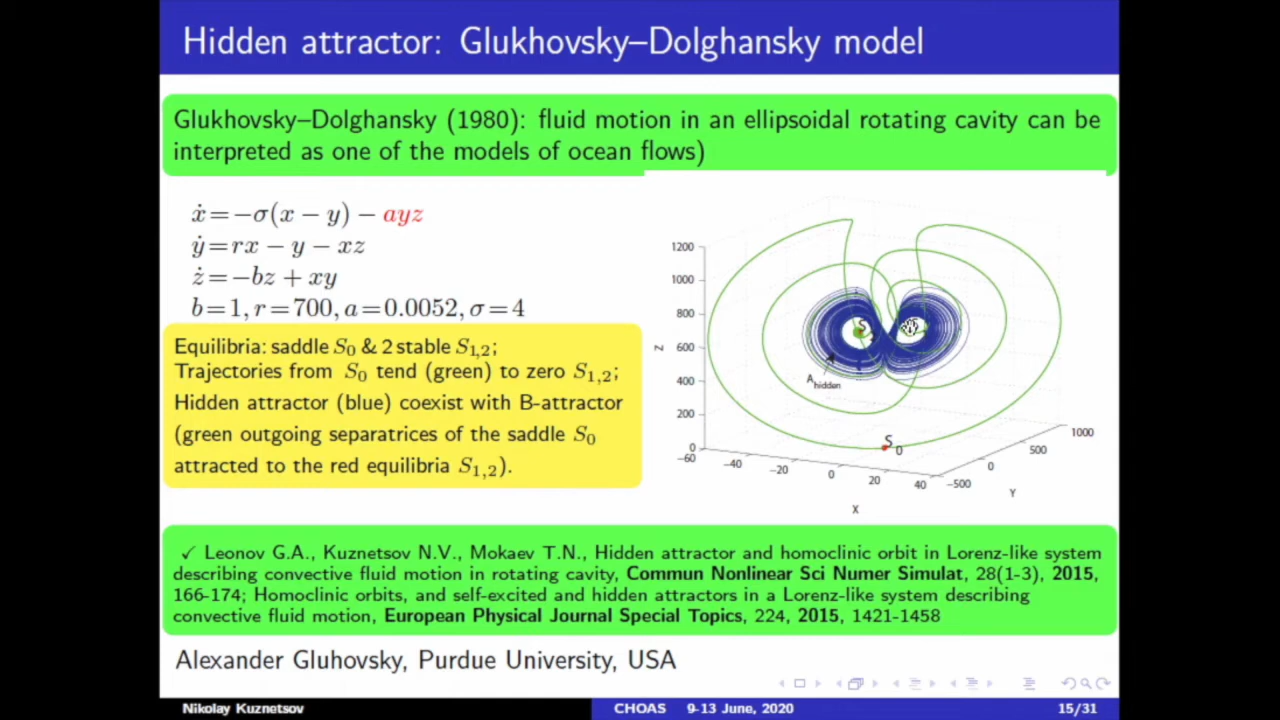 Hidden attractor: Glukhovsky–Dolghansky model
Glukhovsky–Dolghansky (1980): fluid motion in an ellipsoidal rotating cavity can be
interpreted as one of the models of ocean flows)
ẋ=−σ(x − y) − ayz
ẏ=rx − y − xz
ż=−bz + xy
b=1, r=700, a=0.0052, σ=4
Equilibria: saddle S₀ & 2 stable S₁,₂;
Trajectories from S₀ tend (green) to zero S₁,₂;
Hidden attractor (blue) coexist with B-attractor
(green outgoing separatrices of the saddle S₀
attracted to the red equilibria S₁,₂).
1200
1000
800
600
400
200
0
Z
−60
−40
−20
0
20
40
X
−500
0
500
1000
Y
S
A hidden
S₀
✓ Leonov G.A., Kuznetsov N.V., Mokaev T.N., Hidden attractor and homoclinic orbit in Lorenz-like system
describing convective fluid motion in rotating cavity, Commun Nonlinear Sci Numer Simulat, 28(1-3), 2015,
166-174; Homoclinic orbits, and self-excited and hidden attractors in a Lorenz-like system describing
convective fluid motion, European Physical Journal Special Topics, 224, 2015, 1421-1458
Alexander Gluhovsky, Purdue University, USA
Nikolay Kuznetsov CHOAS 9-13 June, 2020 15/31